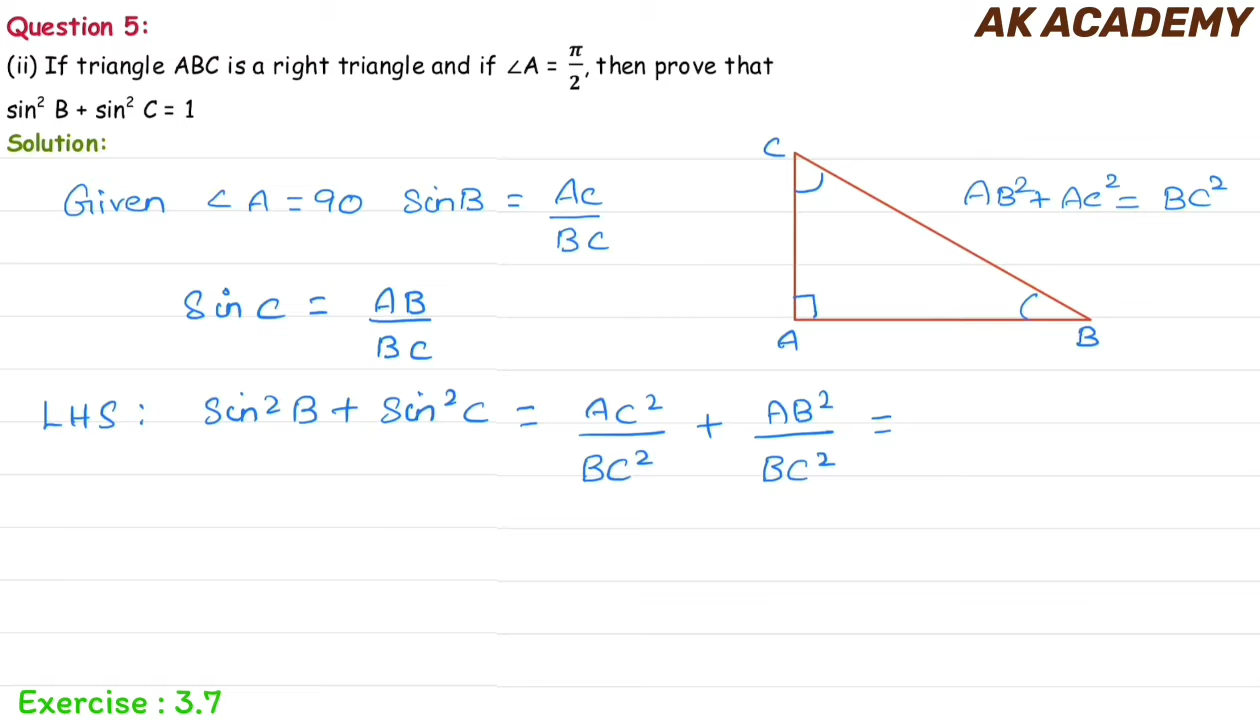 Question 5:
AK ACADEMY
(ii) If triangle ABC is a right triangle and if ∠A = π/2, then prove that
sin² B + sin² C = 1
Solution:
Given ∠A = 90 SinB = AC/BC
AB² + AC² = BC²
C
Sin C = AB/BC
A
B
LHS : Sin²B + Sin²C = AC²/BC² + AB²/BC² =
Exercise : 3.7